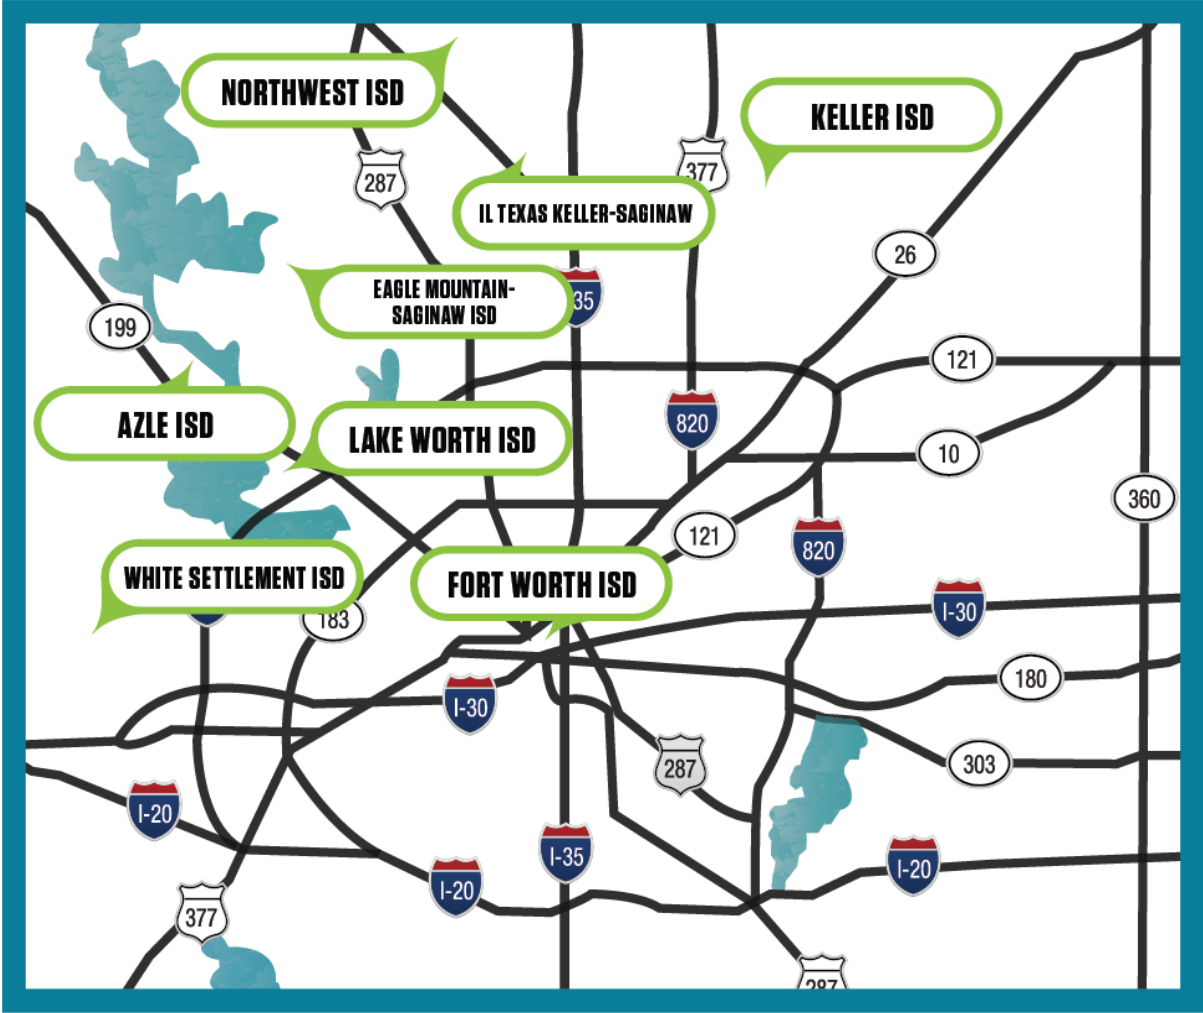 NORTHWEST ISD
KELLER ISD
287
377
IL TEXAS KELLER-SAGINAW
26
EAGLE MOUNTAIN-
SAGINAW ISD
35
199
121
AZLE ISD
820
LAKE WORTH ISD
10
360
121
820
WHITE SETTLEMENT ISD
FORT WORTH ISD
183
I-30
180
I-30
287
303
I-20
I-35
I-20
I-20
377
287